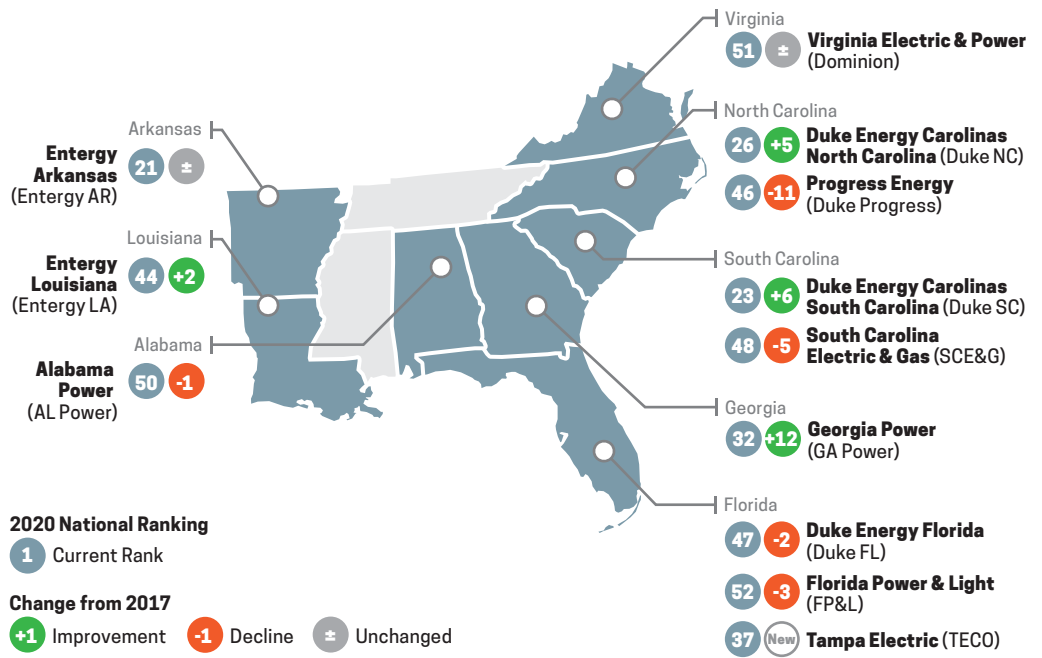 Virginia
51 ± Virginia Electric & Power
(Dominion)
North Carolina
26 +5 Duke Energy Carolinas
North Carolina (Duke NC)
46 -11 Progress Energy
(Duke Progress)
South Carolina
23 +6 Duke Energy Carolinas
South Carolina (Duke SC)
48 -5 South Carolina
Electric & Gas (SCE&G)
Georgia
32 +12 Georgia Power
(GA Power)
Florida
47 -2 Duke Energy Florida
(Duke FL)
52 -3 Florida Power & Light
(FP&L)
37 New Tampa Electric (TECO)
Arkansas
Entergy
Arkansas 21 ±
(Entergy AR)
Louisiana
Entergy
Louisiana 44 +2
(Entergy LA)
Alabama
Alabama
Power 50 -1
(AL Power)
2020 National Ranking
1 Current Rank
Change from 2017
+1 Improvement -1 Decline ± Unchanged